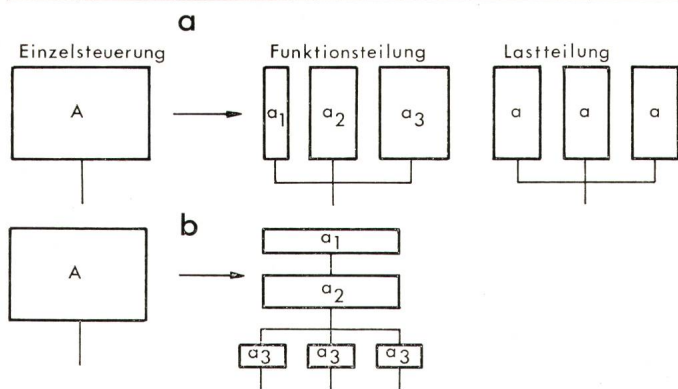 a
Einzelsteuerung Funktionsteilung Lastteilung
A a1 a2 a3 a a a
b
A a1
a2
a3 a3 a3